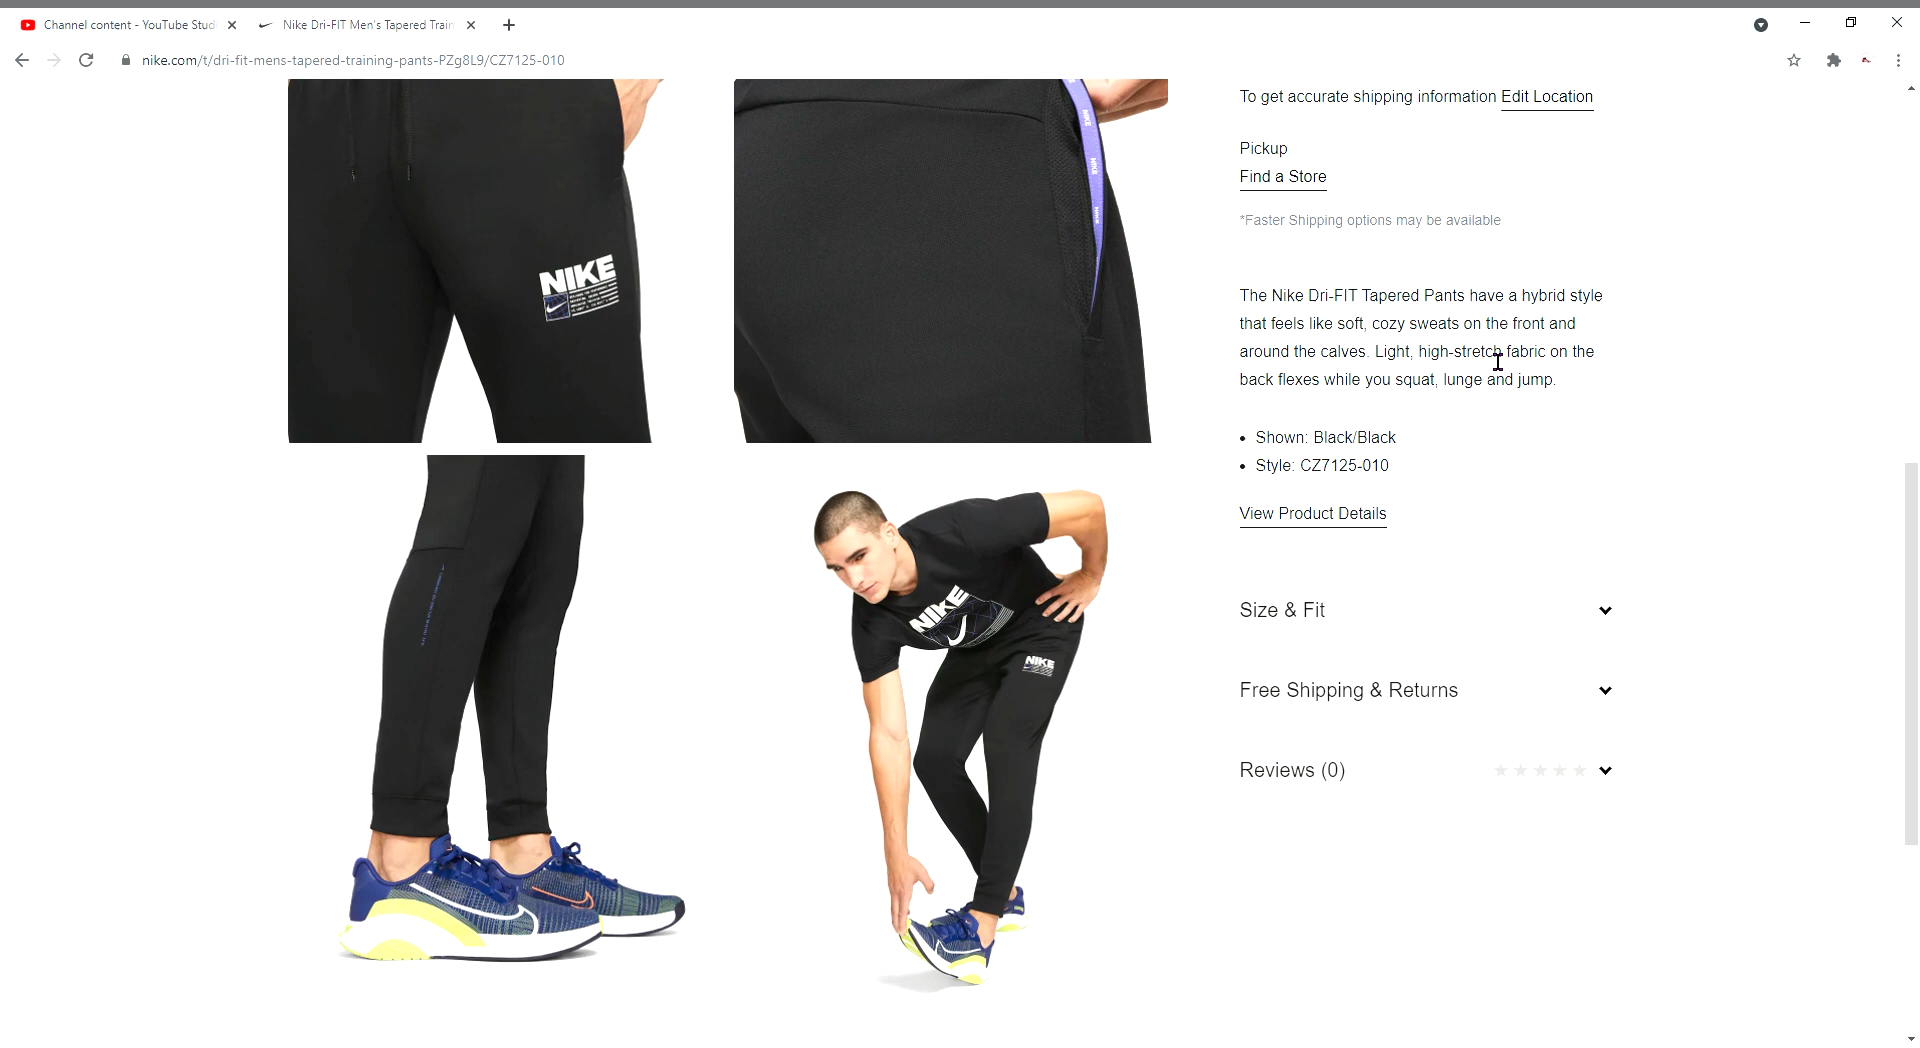 Channel content - YouTube Stud
Nike Dri-FIT Men's Tapered Train
nike.com/t/dri-fit-mens-tapered-training-pants-PZg8L9/CZ7125-010
To get accurate shipping information Edit Location
Pickup
Find a Store
*Faster Shipping options may be available
The Nike Dri-FIT Tapered Pants have a hybrid style
that feels like soft, cozy sweats on the front and
around the calves. Light, high-stretch fabric on the
back flexes while you squat, lunge and jump.
Shown: Black/Black
Style: CZ7125-010
View Product Details
Size & Fit
Free Shipping & Returns
Reviews (0)
NIKE
NIKE
NIKE
NIKE
NIKE
NIKE